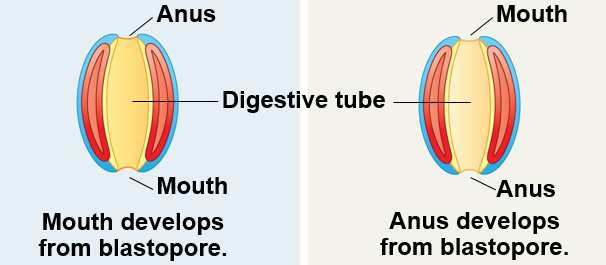 Anus
Mouth
Digestive tube
Mouth
Anus
Mouth develops
from blastopore.
Anus develops
from blastopore.